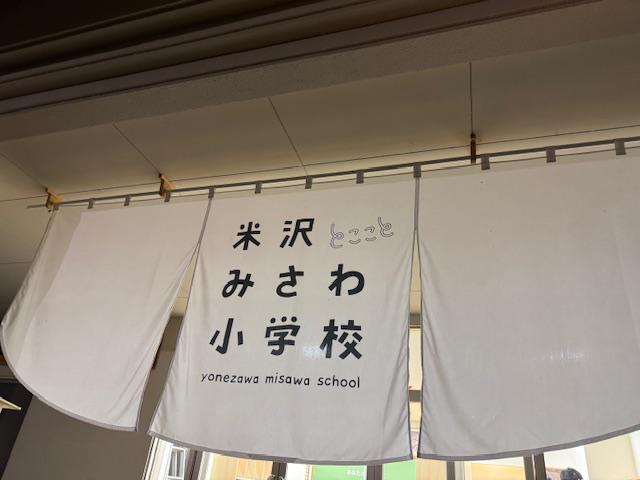 米沢 とことこ
みさわ
小学校
yonezawa misawa school